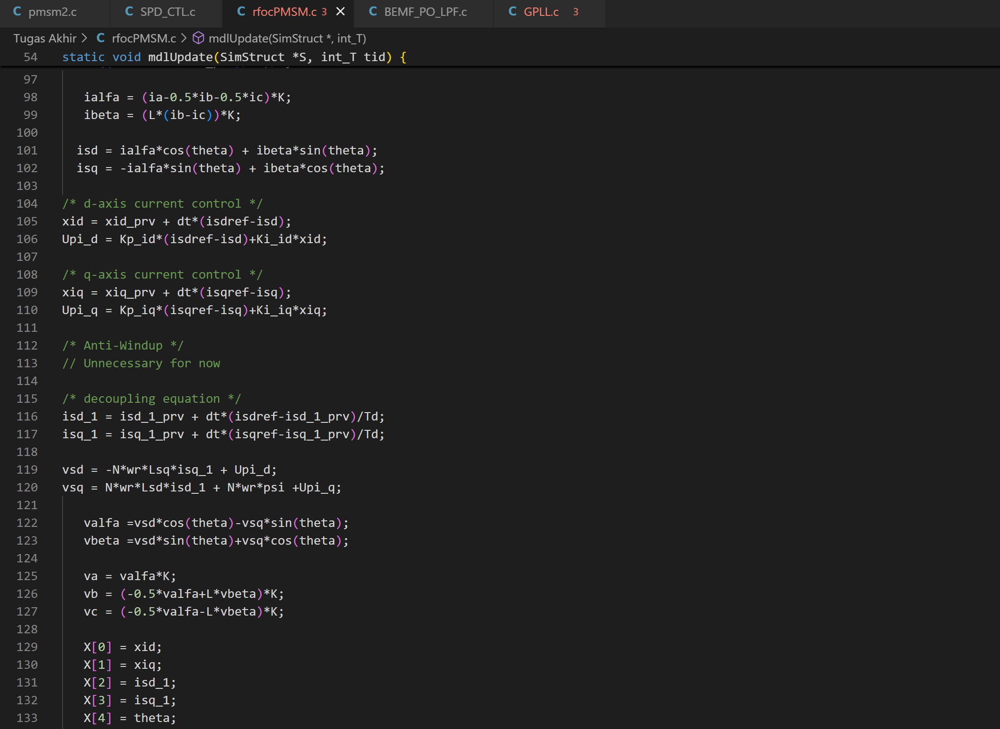 pmsm2.c SPD_CTL.c rfocPMSM.c 3 BEMF_PO_LPF.c GPLL.c 3
Tugas Akhir > C rfocPMSM.c > mdlUpdate(SimStruct *, int_T)
54 static void mdlUpdate(SimStruct *S, int_T tid) {
97
98 ialfa = (ia-0.5*ib-0.5*ic)*K;
99 ibeta = (L*(ib-ic))*K;
100
101 isd = ialfa*cos(theta) + ibeta*sin(theta);
102 isq = -ialfa*sin(theta) + ibeta*cos(theta);
103
104 /* d-axis current control */
105 xid = xid_prv + dt*(isdref-isd);
106 Upi_d = Kp_id*(isdref-isd)+Ki_id*xid;
107
108 /* q-axis current control */
109 xiq = xiq_prv + dt*(isqref-isq);
110 Upi_q = Kp_iq*(isqref-isq)+Ki_iq*xiq;
111
112 /* Anti-Windup */
113 // Unnecessary for now
114
115 /* decoupling equation */
116 isd_1 = isd_1_prv + dt*(isdref-isd_1_prv)/Td;
117 isq_1 = isq_1_prv + dt*(isqref-isq_1_prv)/Td;
118
119 vsd = -N*wr*Lsq*isq_1 + Upi_d;
120 vsq = N*wr*Lsd*isd_1 + N*wr*psi +Upi_q;
121
122 valfa =vsd*cos(theta)-vsq*sin(theta);
123 vbeta =vsd*sin(theta)+vsq*cos(theta);
124
125 va = valfa*K;
126 vb = (-0.5*valfa+L*vbeta)*K;
127 vc = (-0.5*valfa-L*vbeta)*K;
128
129 X[0] = xid;
130 X[1] = xiq;
131 X[2] = isd_1;
132 X[3] = isq_1;
133 X[4] = theta;